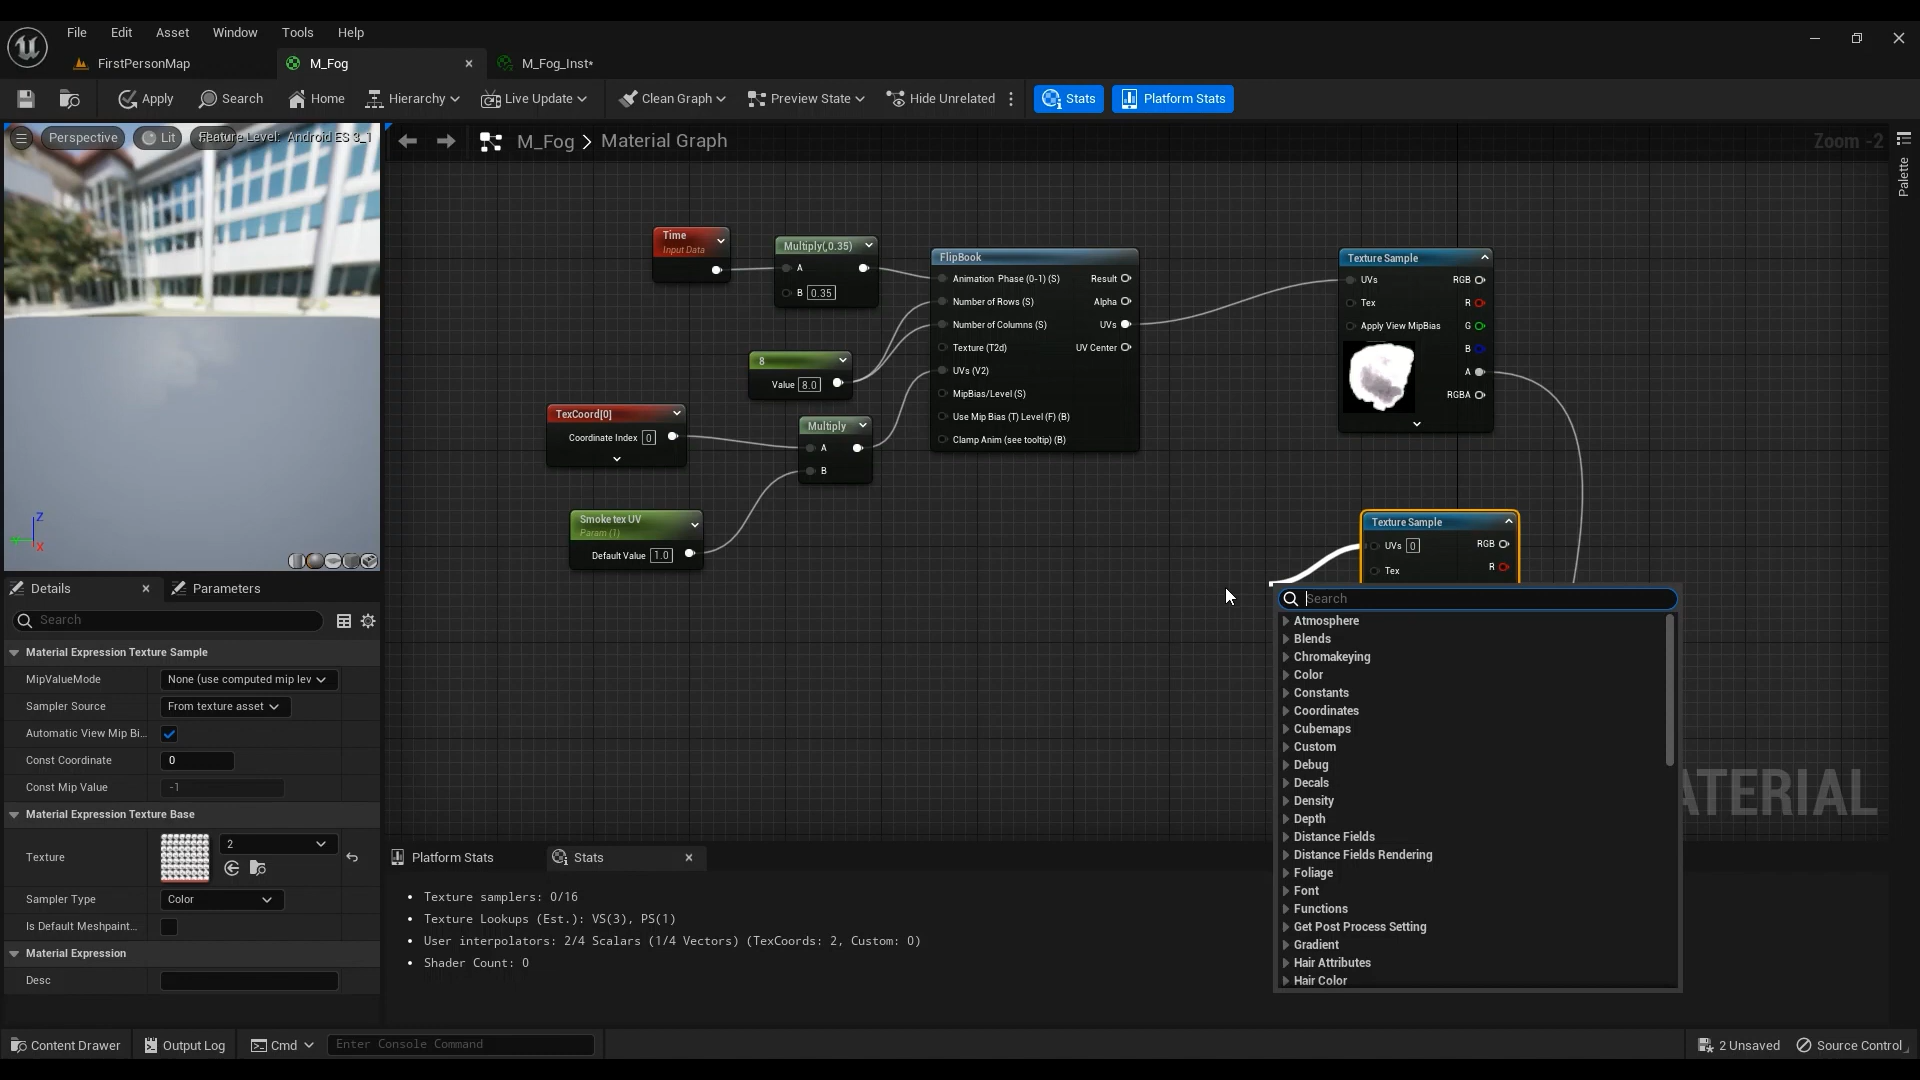 File Edit Asset Window Tools Help
FirstPersonMap
M_Fog
M_Fog_Inst*
Apply
Search
Home
Hierarchy
Live Update
Clean Graph
Preview State
Hide Unrelated
Stats
Platform Stats
Perspective
Lit
Feature Level: Android ES 3_1
M_Fog > Material Graph
Zoom -2
Palette
Time
Input Data
Multiply(,0.35)
A
B 0.35
FlipBook
Animation Phase (0-1) (S) Result
Number of Rows (S) Alpha
Number of Columns (S) UVs
Texture (T2d) UV Center
UVs (V2)
MipBias/Level (S)
Use Mip Bias (T) Level (F) (B)
Clamp Anim (see tooltip) (B)
Texture Sample
UVs RGB
Tex R
Apply View MipBias G
B
A
RGBA
8
Value 8.0
TexCoord[0]
Coordinate Index 0
Multiply
A
B
Smoke tex UV
Param (1)
Default Value 1.0
Texture Sample
UVs 0 RGB
Tex R
Search
Atmosphere
Blends
Chromakeying
Color
Constants
Coordinates
Cubemaps
Custom
Debug
Decals
Density
Depth
Distance Fields
Distance Fields Rendering
Foliage
Font
Functions
Get Post Process Setting
Gradient
Hair Attributes
Hair Color
ATERIAL
Z
X
Details
Parameters
Search
Material Expression Texture Sample
MipValueMode None (use computed mip lev
Sampler Source From texture asset
Automatic View Mip Bi...
Const Coordinate 0
Const Mip Value -1
Material Expression Texture Base
Texture 2
Sampler Type Color
Is Default Meshpaint...
Material Expression
Desc
Platform Stats
Stats
• Texture samplers: 0/16
• Texture Lookups (Est.): VS(3), PS(1)
• User interpolators: 2/4 Scalars (1/4 Vectors) (TexCoords: 2, Custom: 0)
• Shader Count: 0
Content Drawer
Output Log
Cmd
Enter Console Command
2 Unsaved
Source Control